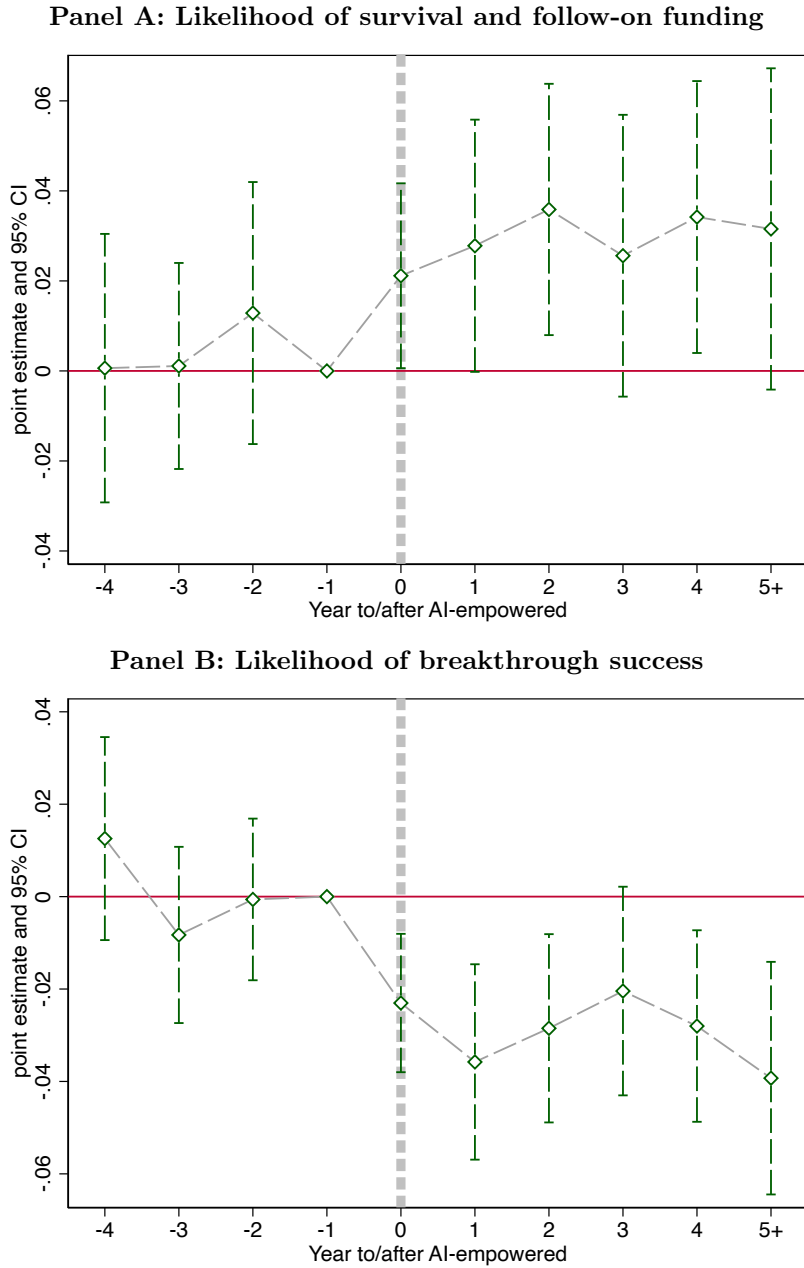 Panel A: Likelihood of survival and follow-on funding
point estimate and 95% CI
.06
.04
.02
0
-.02
-.04
-4 -3 -2 -1 0 1 2 3 4 5+
Year to/after AI-empowered
Panel B: Likelihood of breakthrough success
point estimate and 95% CI
.04
.02
0
-.02
-.04
-.06
-4 -3 -2 -1 0 1 2 3 4 5+
Year to/after AI-empowered